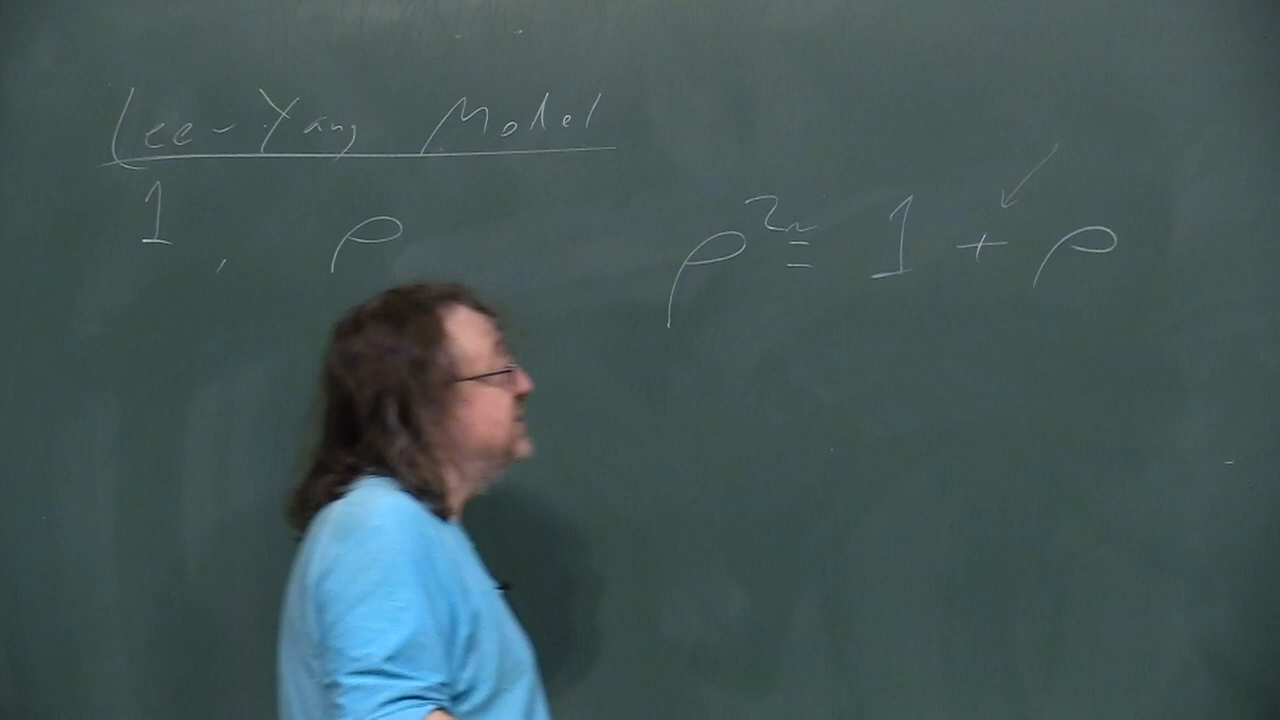 Lee-Yang Model
1, ρ
ρ² ≅ 1 + ρ